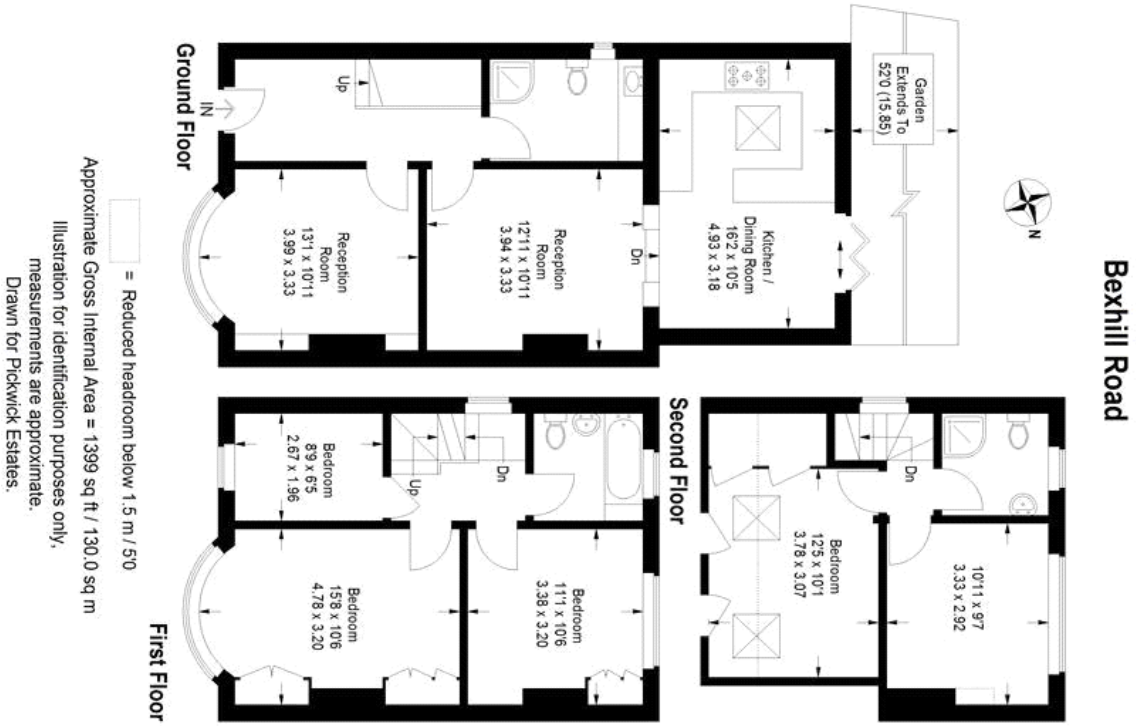 Bexhill Road
N
Garden
Extends To
52'0 (15.85)
Kitchen /
Dining Room
16'2 x 10'5
4.93 x 3.18
Dn
Reception
Room
12'11 x 10'11
3.94 x 3.33
Up
Reception
Room
13'1 x 10'11
3.99 x 3.33
IN
Ground Floor
10'11 x 9'7
3.33 x 2.92
Dn
Bedroom
12'5 x 10'1
3.78 x 3.07
Second Floor
Bedroom
11'1 x 10'6
3.38 x 3.20
Dn
Up
Bedroom
8'9 x 6'5
2.67 x 1.96
Bedroom
15'8 x 10'6
4.78 x 3.20
First Floor
= Reduced headroom below 1.5 m / 5'0
Approximate Gross Internal Area = 1399 sq ft / 130.0 sq m
Illustration for identification purposes only,
measurements are approximate.
Drawn for Pickwick Estates.